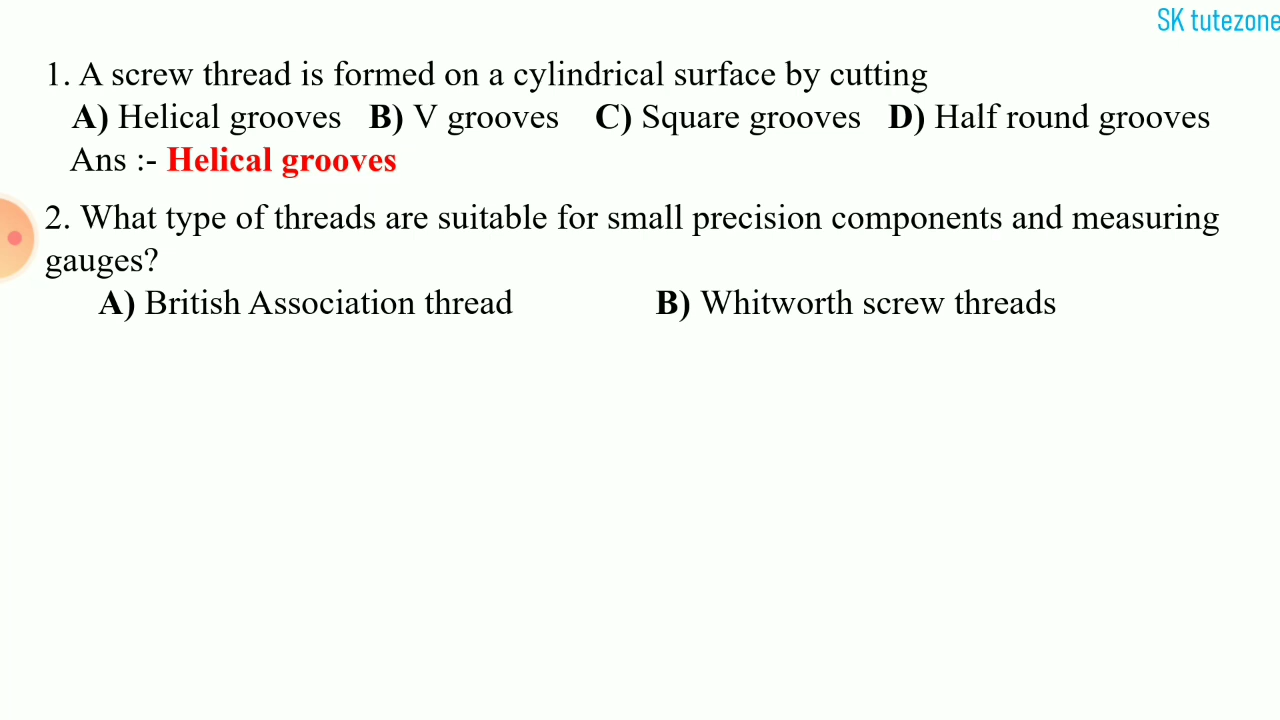 SK tutezone
1. A screw thread is formed on a cylindrical surface by cutting
A) Helical grooves B) V grooves C) Square grooves D) Half round grooves
Ans :- Helical grooves
2. What type of threads are suitable for small precision components and measuring
gauges?
A) British Association thread B) Whitworth screw threads